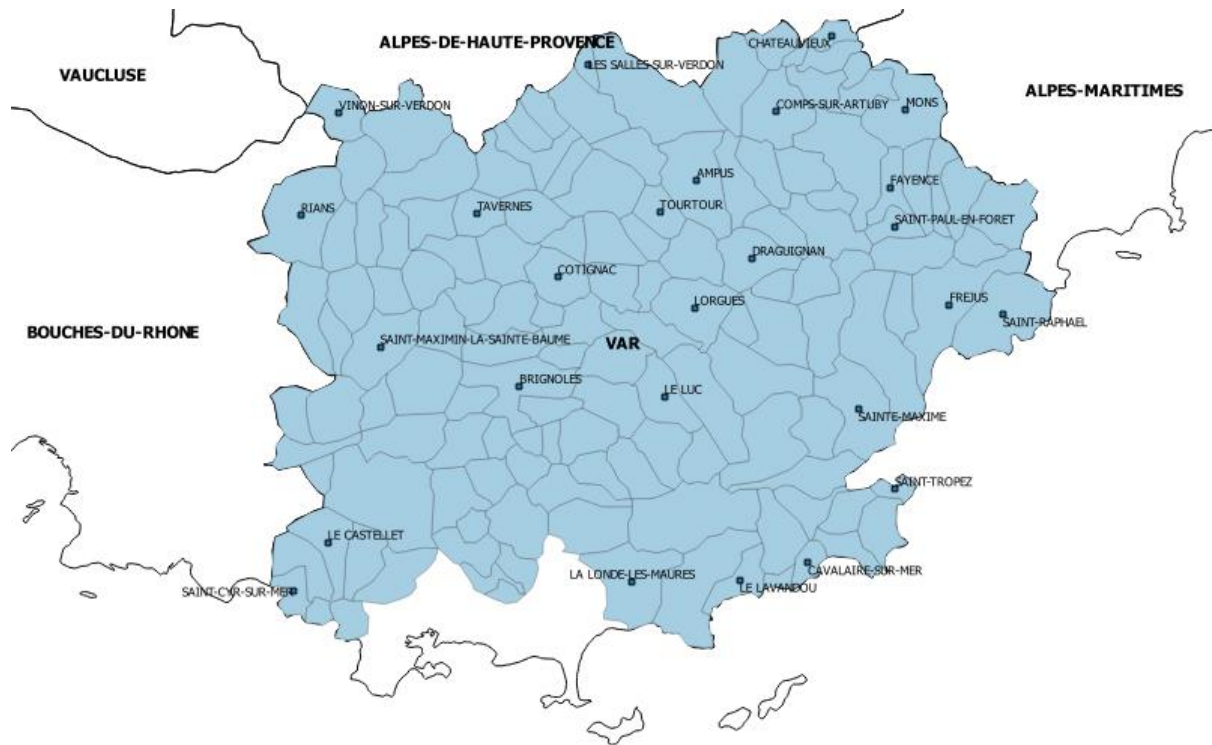 ALPES-DE-HAUTE-PROVENCE
CHATEAUVIEUX
VAUCLUSE
LES SALLES-SUR-VERDON
ALPES-MARITIMES
VINON-SUR-VERDON
COMPS-SUR-ARTUBY
MONS
AMPUS
FAYENCE
RIANS
TAVERNES
TOURTOUR
SAINT-PAUL-EN-FORET
DRAGUIGNAN
COTIGNAC
LORGUES
FREJUS
SAINT-RAPHAEL
BOUCHES-DU-RHONE
SAINT-MAXIMIN-LA-SAINTE-BAUME
VAR
BRIGNOLES
LE LUC
SAINTE-MAXIME
SAINT-TROPEZ
LE CASTELLET
CAVALAIRE-SUR-MER
LA LONDE-LES-MAURES
LE LAVANDOU
SAINT-CYR-SUR-MER